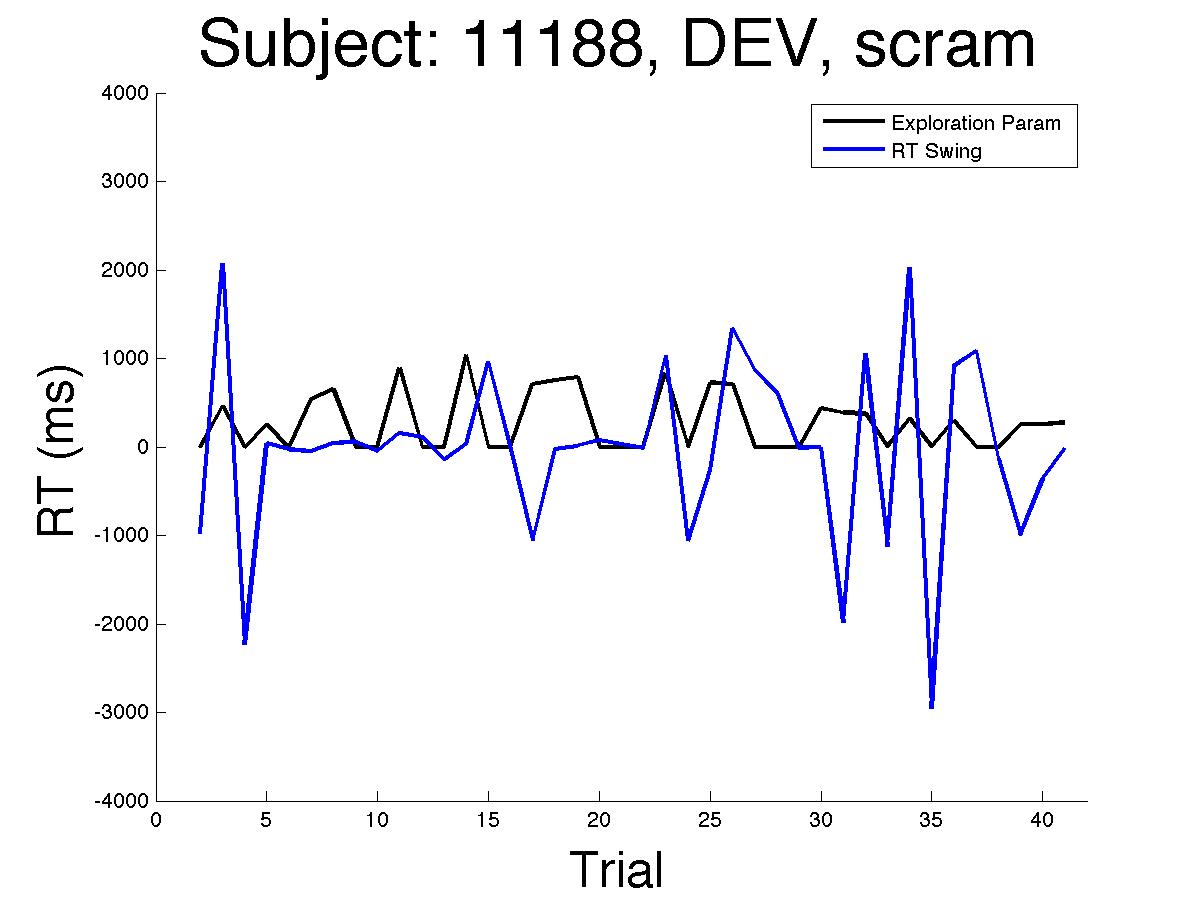 Subject: 11188, DEV, scram
4000
3000
2000
1000
0
-1000
-2000
-3000
-4000
RT (ms)
Exploration Param
RT Swing
0 5 10 15 20 25 30 35 40
Trial